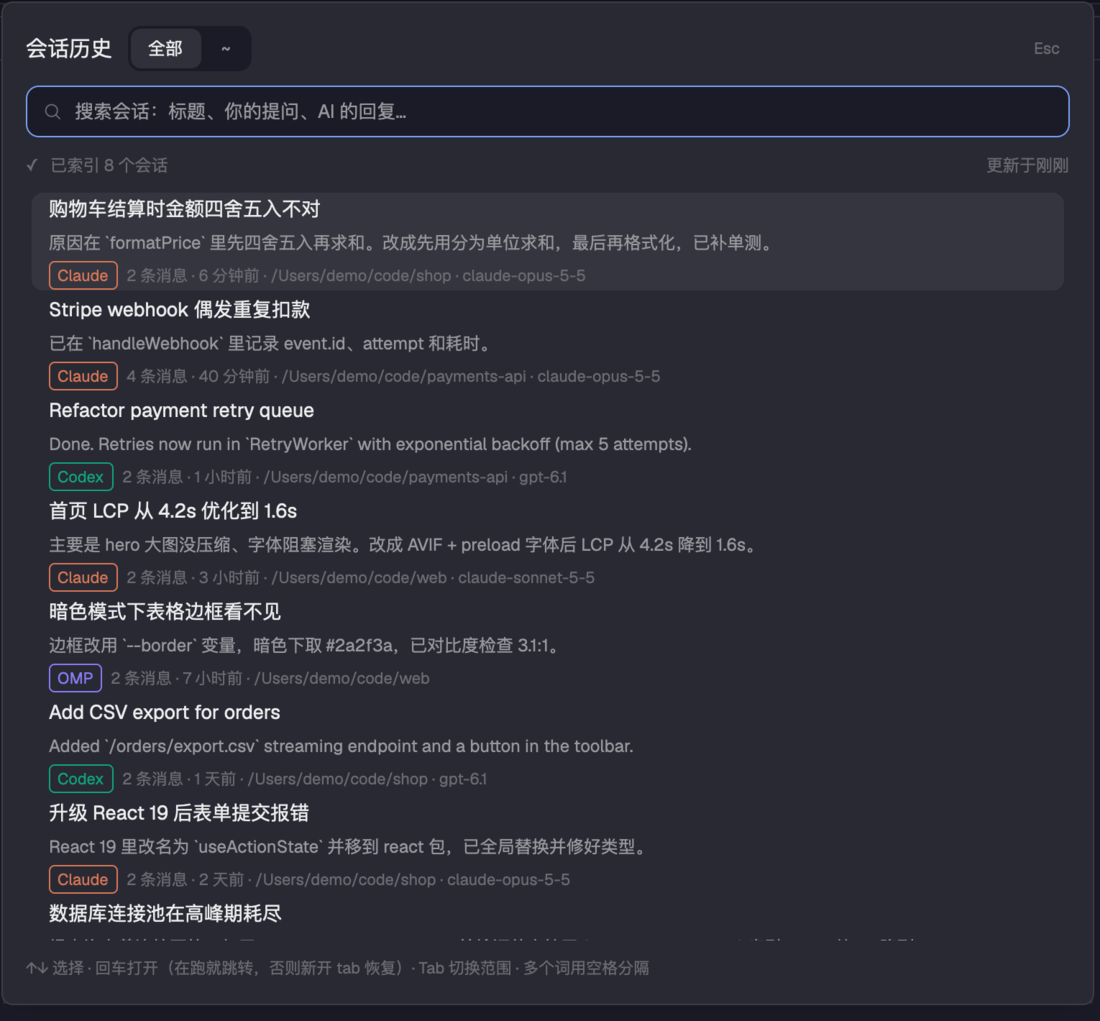 会话历史 全部 ~ Esc
搜索会话：标题、你的提问、AI 的回复…
✓ 已索引 8 个会话 更新于刚刚
购物车结算时金额四舍五入不对
原因在 `formatPrice` 里先四舍五入再求和。改成先用分为单位求和，最后再格式化，已补单测。
Claude 2 条消息 · 6 分钟前 · /Users/demo/code/shop · claude-opus-5-5
Stripe webhook 偶发重复扣款
已在 `handleWebhook` 里记录 event.id、attempt 和耗时。
Claude 4 条消息 · 40 分钟前 · /Users/demo/code/payments-api · claude-opus-5-5
Refactor payment retry queue
Done. Retries now run in `RetryWorker` with exponential backoff (max 5 attempts).
Codex 2 条消息 · 1 小时前 · /Users/demo/code/payments-api · gpt-6.1
首页 LCP 从 4.2s 优化到 1.6s
主要是 hero 大图没压缩、字体阻塞渲染。改成 AVIF + preload 字体后 LCP 从 4.2s 降到 1.6s。
Claude 2 条消息 · 3 小时前 · /Users/demo/code/web · claude-sonnet-5-5
暗色模式下表格边框看不见
边框改用 `--border` 变量，暗色下取 #2a2f3a，已对比度检查 3.1:1。
OMP 2 条消息 · 7 小时前 · /Users/demo/code/web
Add CSV export for orders
Added `/orders/export.csv` streaming endpoint and a button in the toolbar.
Codex 2 条消息 · 1 天前 · /Users/demo/code/shop · gpt-6.1
升级 React 19 后表单提交报错
React 19 里改名为 `useActionState` 并移到 react 包，已全局替换并修好类型。
Claude 2 条消息 · 2 天前 · /Users/demo/code/shop · claude-opus-5-5
数据库连接池在高峰期耗尽
↑↓ 选择 · 回车打开（在跑就跳转，否则新开 tab 恢复）· Tab 切换范围 · 多个词用空格分隔